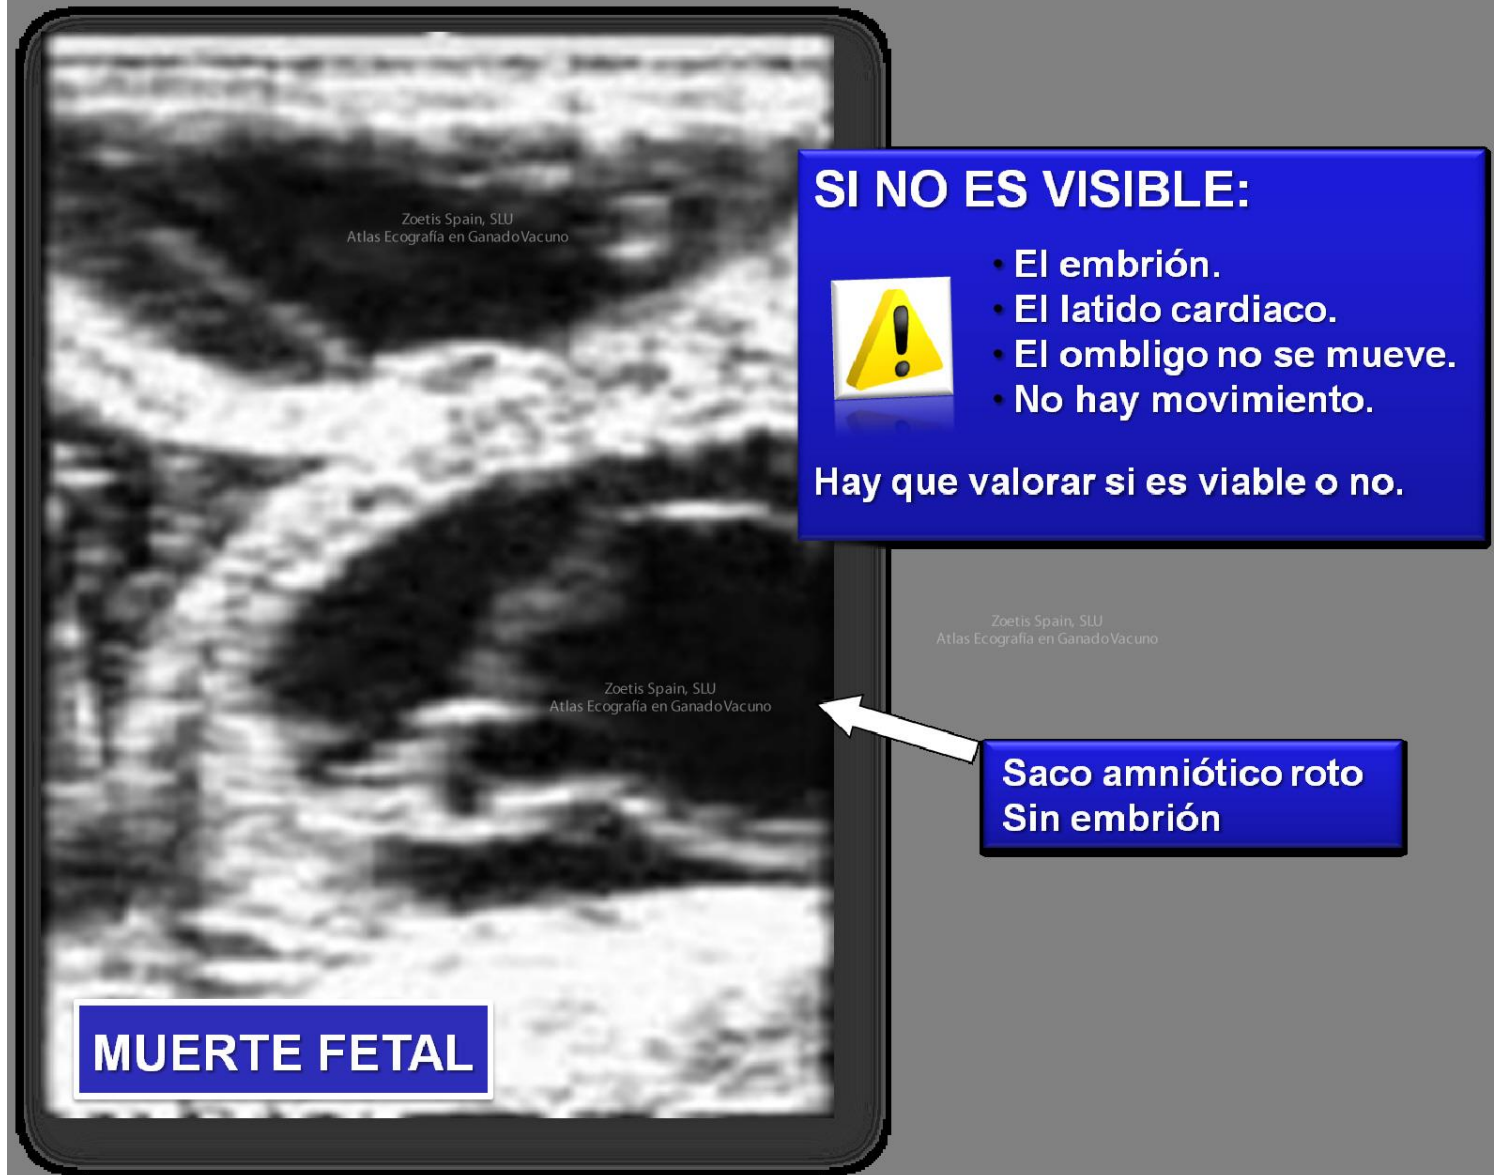 Zoetis Spain, SLU
Atlas Ecografía en Ganado Vacuno
SI NO ES VISIBLE:
• El embrión.
• El latido cardiaco.
• El ombligo no se mueve.
• No hay movimiento.
Hay que valorar si es viable o no.
Zoetis Spain, SLU
Atlas Ecografía en Ganado Vacuno
Zoetis Spain, SLU
Atlas Ecografía en Ganado Vacuno
Saco amniótico roto
Sin embrión
MUERTE FETAL